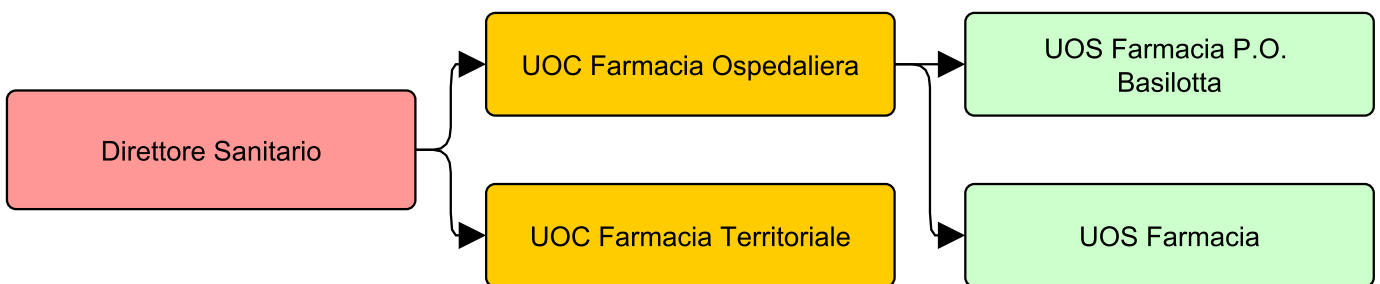 Direttore Sanitario
UOC Farmacia Ospedaliera
UOC Farmacia Territoriale
UOS Farmacia P.O.
Basilotta
UOS Farmacia